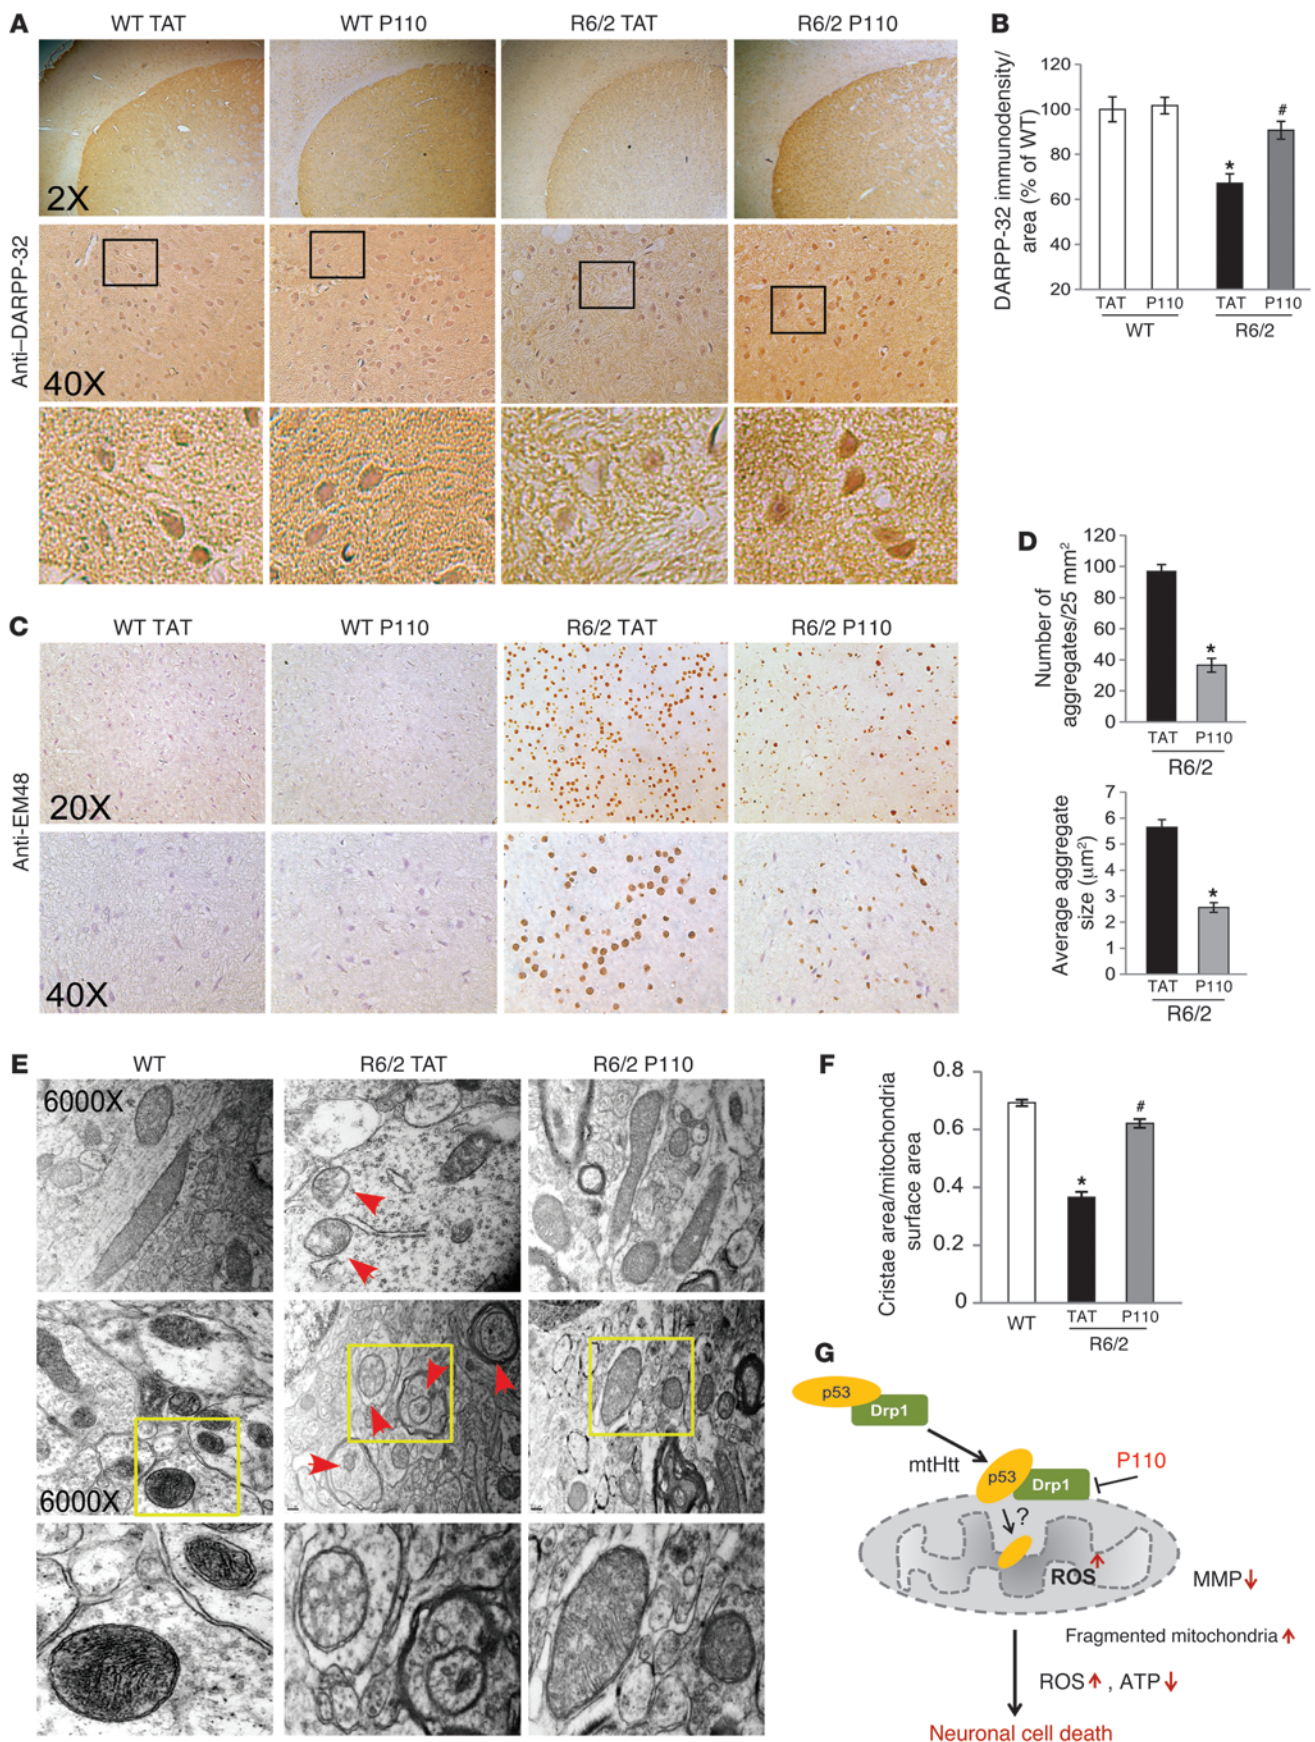 A
WT TAT
WT P110
R6/2 TAT
R6/2 P110
Anti–DARPP-32
2X
40X
B
DARPP-32 immunodensity/
area (% of WT)
120
100
80
60
40
20
*
#
TAT
P110
TAT
P110
WT
R6/2
C
WT TAT
WT P110
R6/2 TAT
R6/2 P110
Anti-EM48
20X
40X
D
Number of
aggregates/25 mm²
120
100
80
60
40
20
0
*
TAT
P110
R6/2
Average aggregate
size (µm²)
7
6
5
4
3
2
1
0
*
TAT
P110
R6/2
E
WT
R6/2 TAT
R6/2 P110
6000X
6000X
F
Cristae area/mitochondria
surface area
0.8
0.6
0.4
0.2
0
*
#
WT
TAT
P110
R6/2
G
p53
Drp1
mtHtt
p53
Drp1
P110
?
ROS
MMP
Fragmented mitochondria
ROS , ATP
Neuronal cell death